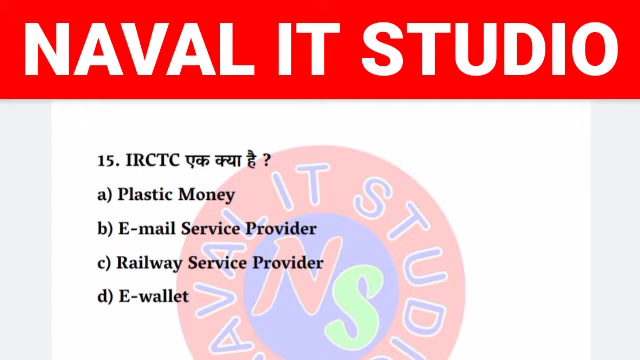 NAVAL IT STUDIO
15. IRCTC एक क्या है ?
a) Plastic Money
b) E-mail Service Provider
c) Railway Service Provider
d) E-wallet
NAVAL IT STUDIO
NS